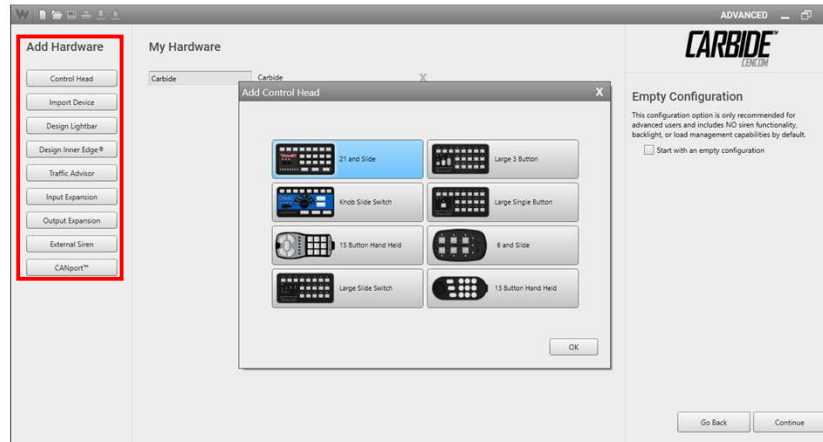 ADVANCED
Add Hardware
Control Head
Import Device
Design Lightbar
Design Inner Edge®
Traffic Advisor
Input Expansion
Output Expansion
External Siren
CANport™
My Hardware
Carbide
Carbide
X
Add Control Head
X
21 and Slide
Large 3 Button
Knob Slide Switch
Large Single Button
15 Button Hand Held
6 and Slide
Large Slide Switch
13 Button Hand Held
OK
CARBIDE™
CENCOM
Empty Configuration
This configuration option is only recommended for
advanced users and includes NO siren functionality,
backlight, or load management capabilities by default.
Start with an empty configuration
Go Back
Continue